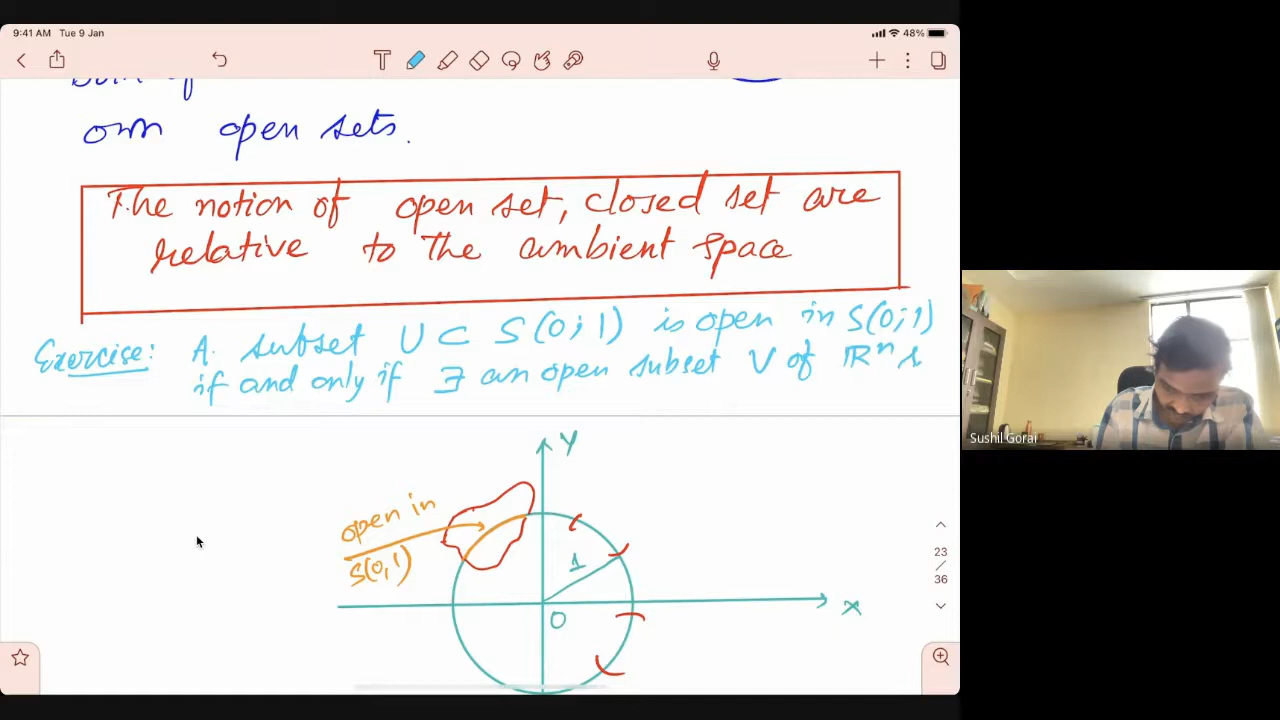 9:41 AM Tue 9 Jan
48%
own open sets.
The notion of open set, closed set are
relative to the ambient space
Exercise: A subset U ⊂ S(0;1) is open in S(0;1)
if and only if ∃ an open subset V of ℝⁿ s
Y
open in
S(0,1)
1
0
X
23
/
36
Sushil Gorai